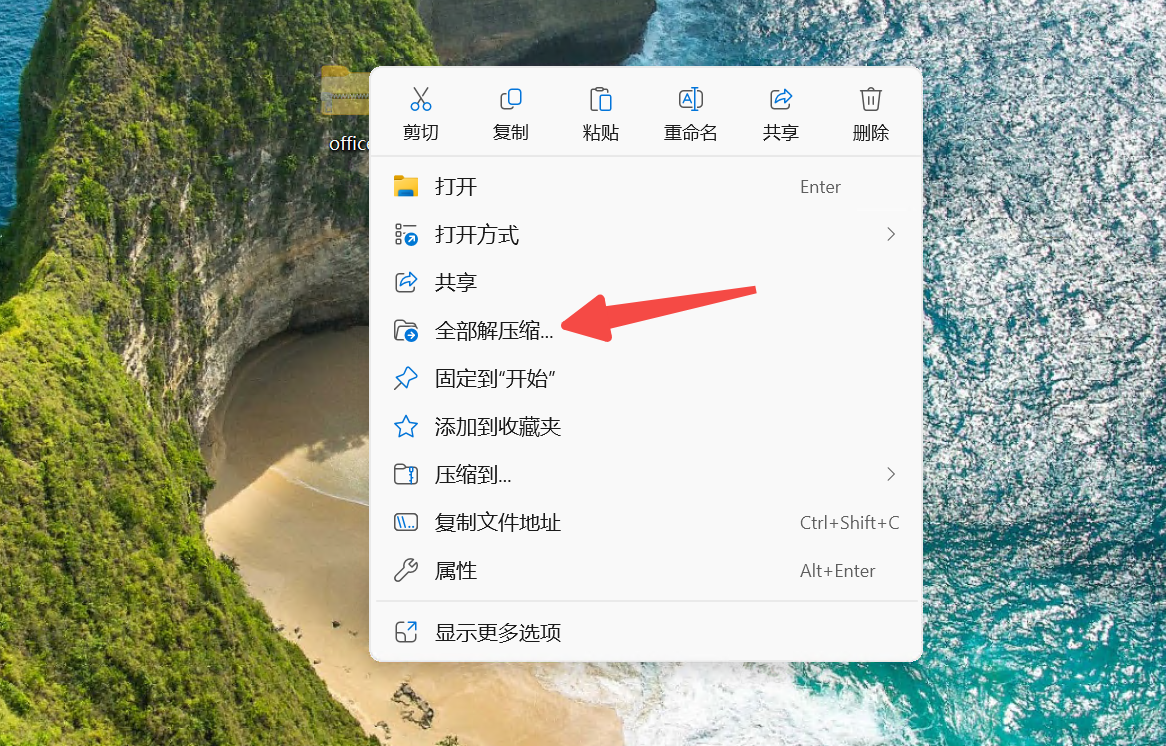 剪切 复制 粘贴 重命名 共享 删除
office
打开 Enter
打开方式
共享
全部解压缩...
固定到"开始"
添加到收藏夹
压缩到...
复制文件地址 Ctrl+Shift+C
属性 Alt+Enter
显示更多选项